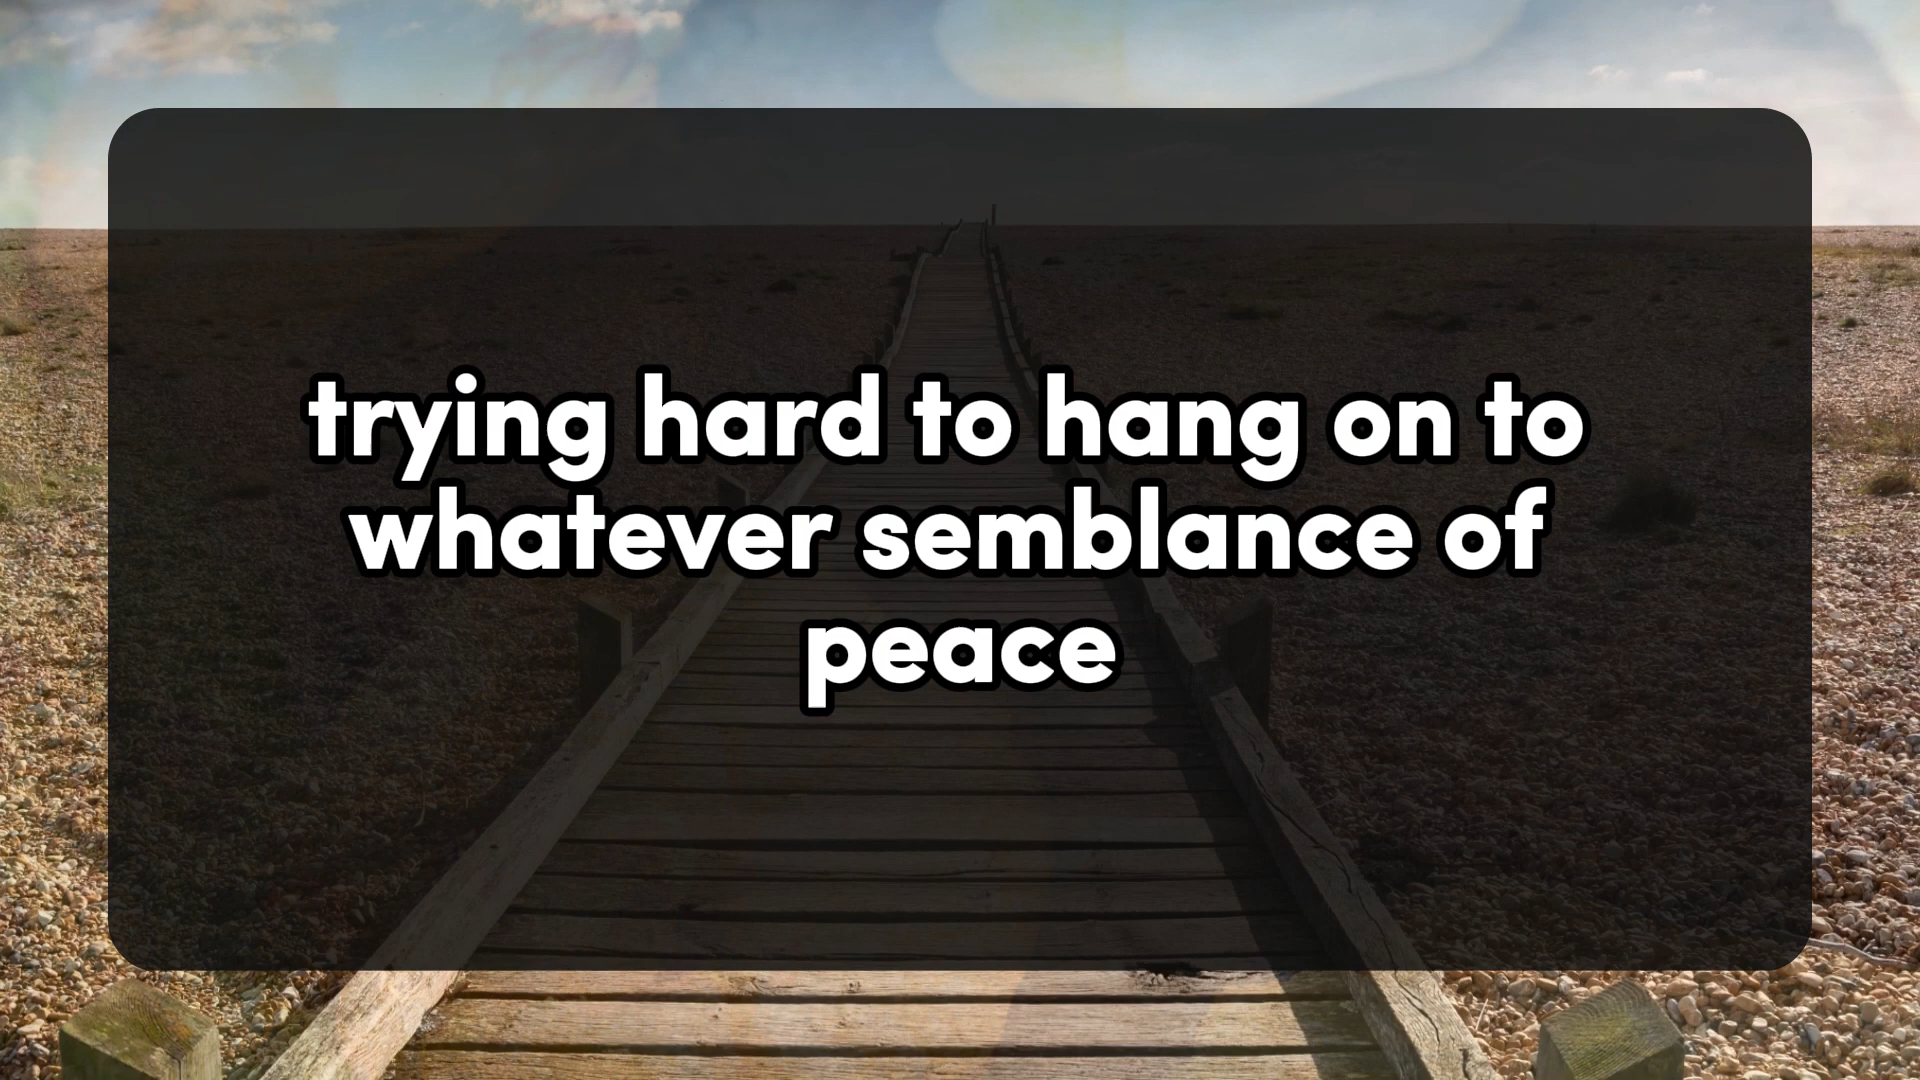 trying hard to hang on to
whatever semblance of
peace